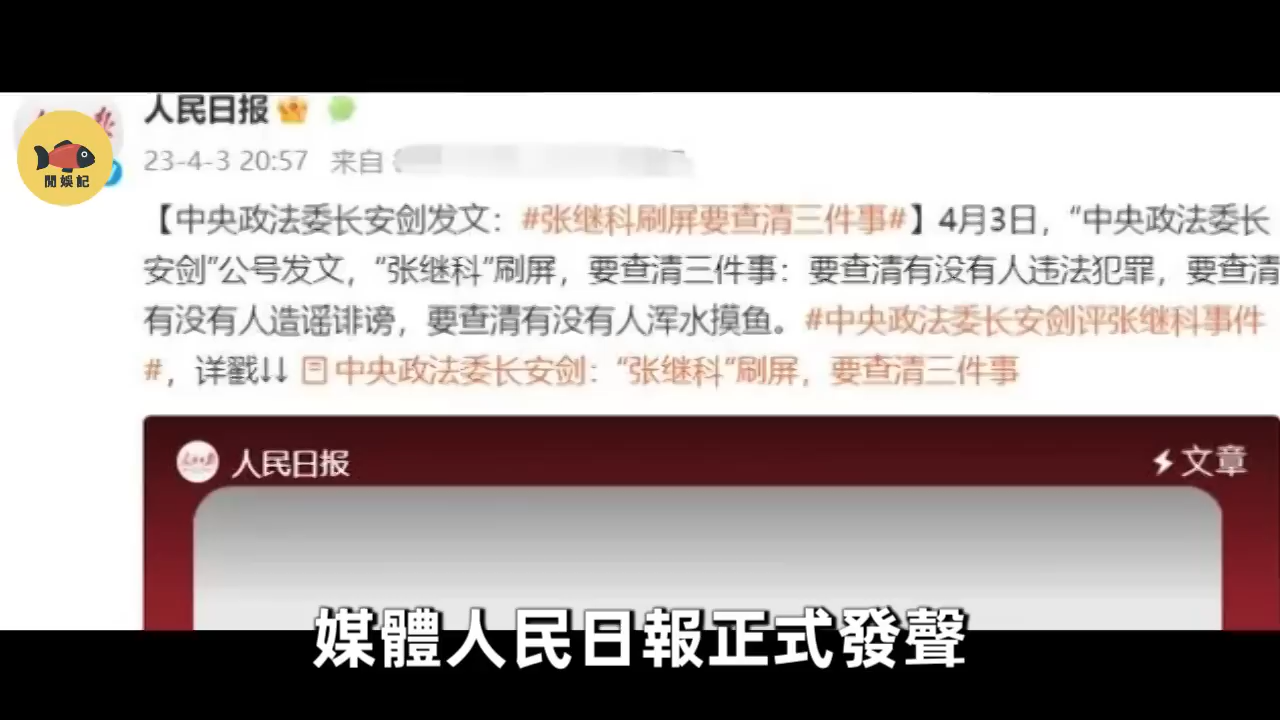 人民日报
閒娛記
23-4-3 20:57 来自
【中央政法委长安剑发文：#张继科刷屏要查清三件事#】4月3日，“中央政法委长
安剑”公号发文，“张继科”刷屏，要查清三件事：要查清有没有人违法犯罪，要查清
有没有人造谣诽谤，要查清有没有人浑水摸鱼。#中央政法委长安剑评张继科事件
#，详戳↓↓ 中央政法委长安剑：“张继科”刷屏，要查清三件事
人民日报 文章
媒體人民日報正式發聲